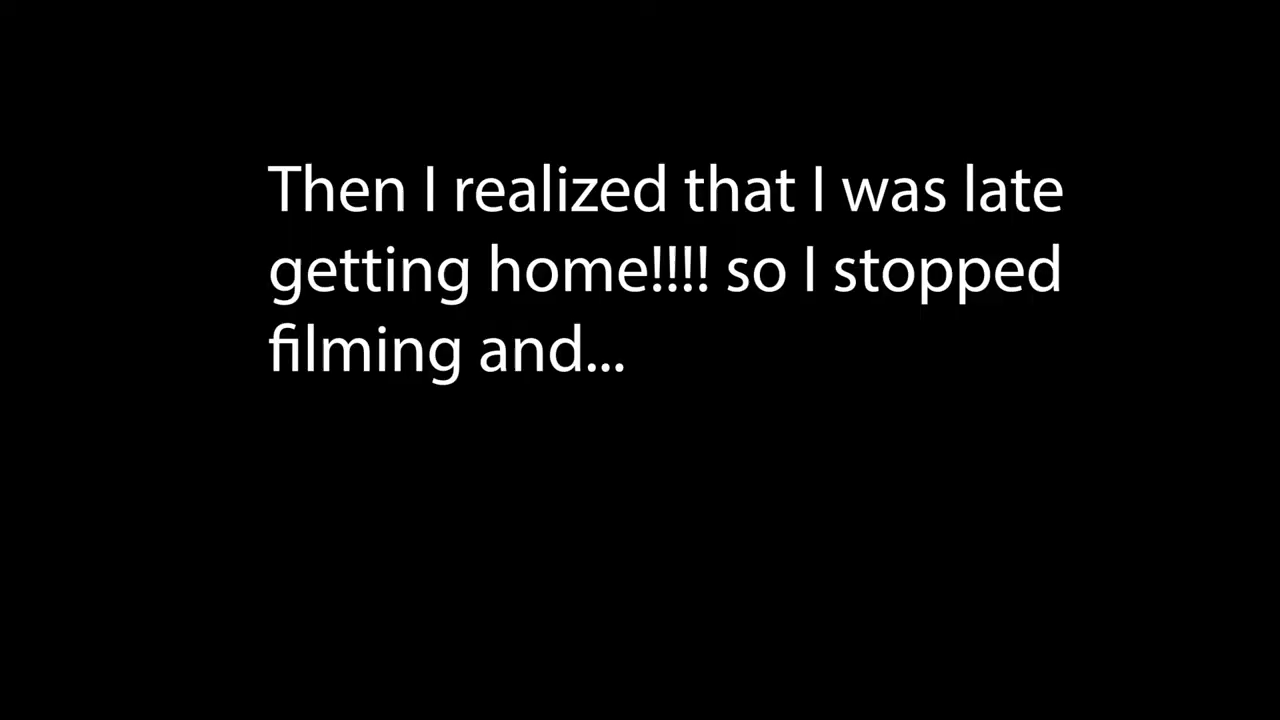 Then I realized that I was late
getting home!!!! so I stopped
filming and...